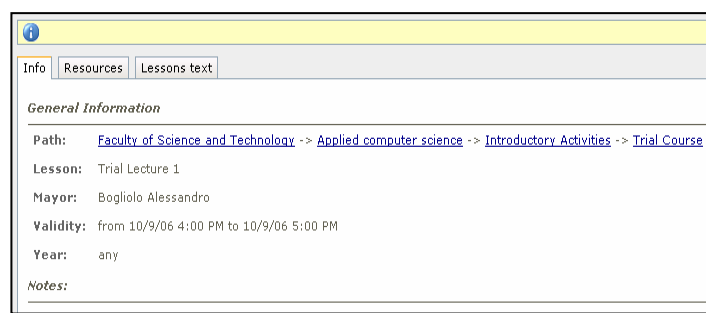 Info Resources Lessons text
General Information
Path: Faculty of Science and Technology -> Applied computer science -> Introductory Activities -> Trial Course
Lesson: Trial Lecture 1
Mayor: Bogliolo Alessandro
Validity: from 10/9/06 4:00 PM to 10/9/06 5:00 PM
Year: any
Notes: